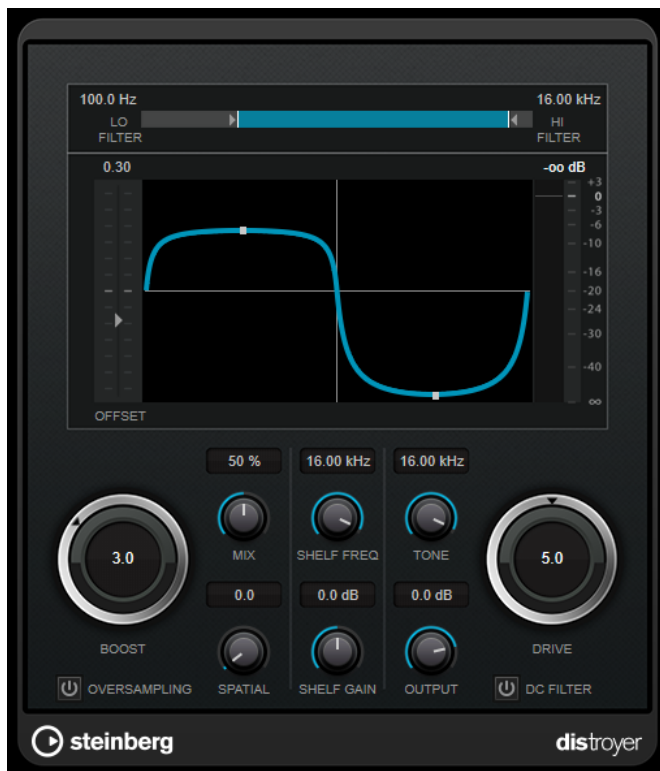 100.0 Hz 16.00 kHz
LO FILTER
HI FILTER
0.30 -oo dB
+3
0
-3
-6
-10
-16
-20
-24
-30
-40
∞
OFFSET
50 % 16.00 kHz 16.00 kHz
MIX SHELF FREQ TONE
3.0 5.0
0.0 0.0 dB 0.0 dB
BOOST DRIVE
OVERSAMPLING SPATIAL SHELF GAIN OUTPUT DC FILTER
steinberg distroyer